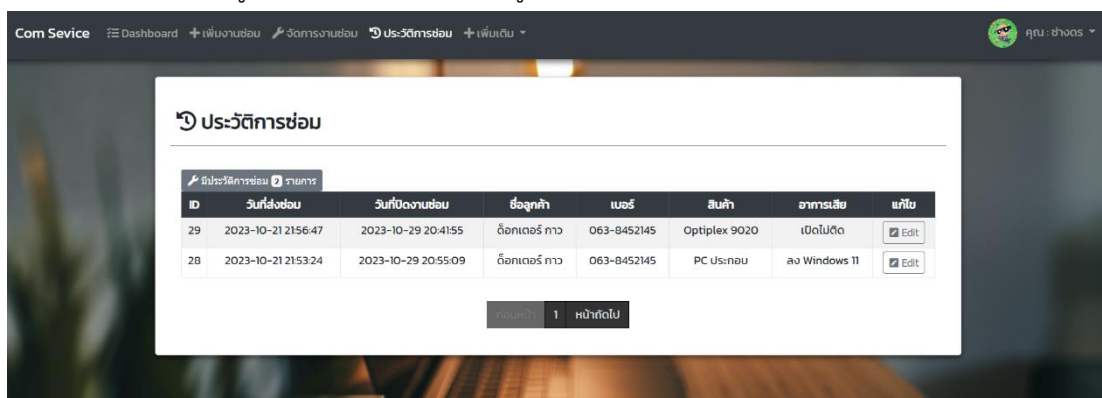 Com Sevice Dashboard เพิ่มงานซ่อม จัดการงานซ่อม ประวัติการซ่อม เพิ่มเติม คุณ : ช่างดร
ประวัติการซ่อม
มีประวัติการซ่อม 2 รายการ
ID วันที่ส่งซ่อม วันที่ปิดงานซ่อม ชื่อลูกค้า เบอร์ สินค้า อาการเสีย แก้ไข
29 2023-10-21 21:56:47 2023-10-29 20:41:55 ด็อกเตอร์ กาว 063-8452145 Optiplex 9020 เปิดไม่ติด Edit
28 2023-10-21 21:53:24 2023-10-29 20:55:09 ด็อกเตอร์ กาว 063-8452145 PC ประกอบ ลง Windows 11 Edit
ก่อนหน้า 1 หน้าถัดไป